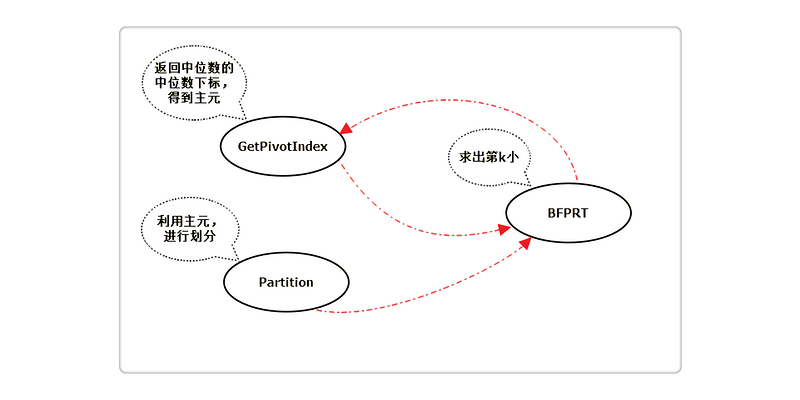 返回中位数的
中位数下标，
得到主元
GetPivotIndex
求出第k小
BFPRT
利用主元，
进行划分
Partition